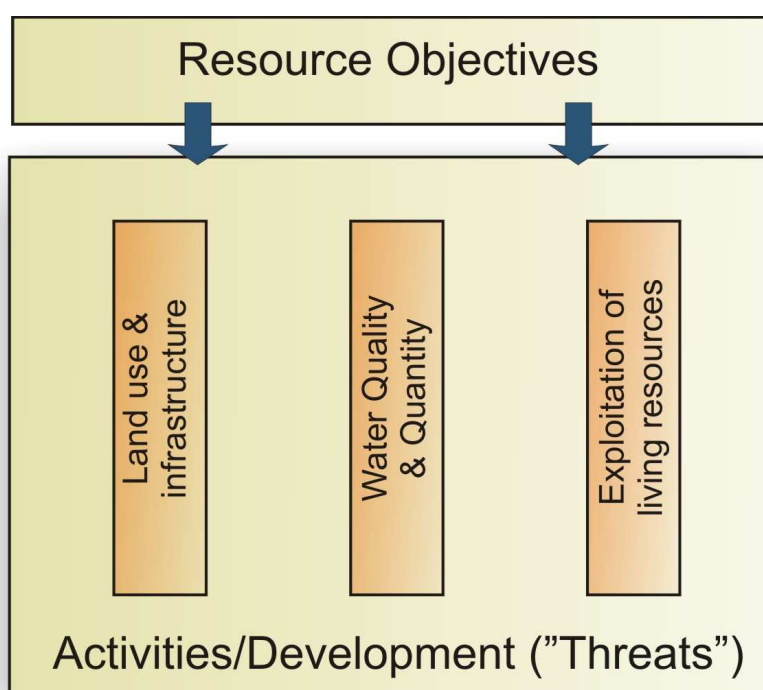 Resource Objectives
Land use &
infrastructure
Water Quality
& Quantity
Exploitation of
living resources
Activities/Development (”Threats”)